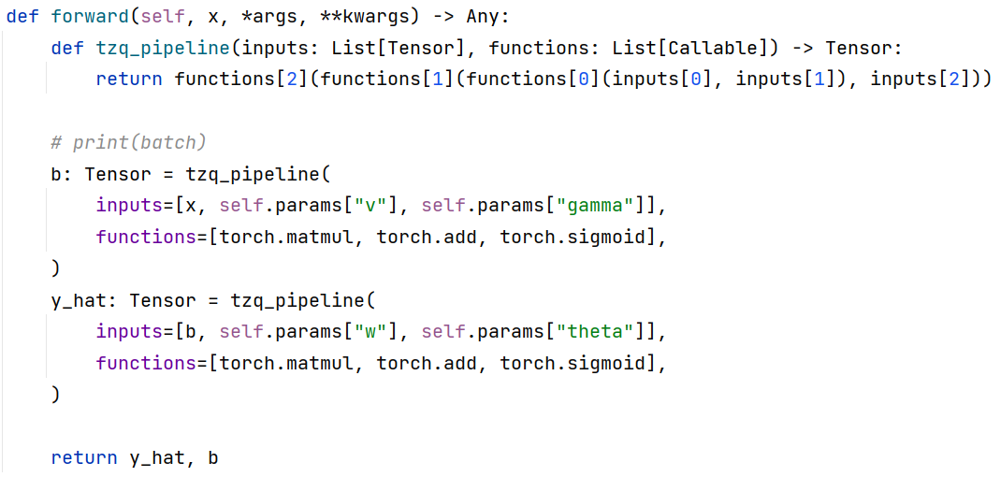 def forward(self, x, *args, **kwargs) -> Any:
    def tzq_pipeline(inputs: List[Tensor], functions: List[Callable]) -> Tensor:
        return functions[2](functions[1](functions[0](inputs[0], inputs[1]), inputs[2]))

    # print(batch)
    b: Tensor = tzq_pipeline(
        inputs=[x, self.params["v"], self.params["gamma"]],
        functions=[torch.matmul, torch.add, torch.sigmoid],
    )
    y_hat: Tensor = tzq_pipeline(
        inputs=[b, self.params["w"], self.params["theta"]],
        functions=[torch.matmul, torch.add, torch.sigmoid],
    )

    return y_hat, b